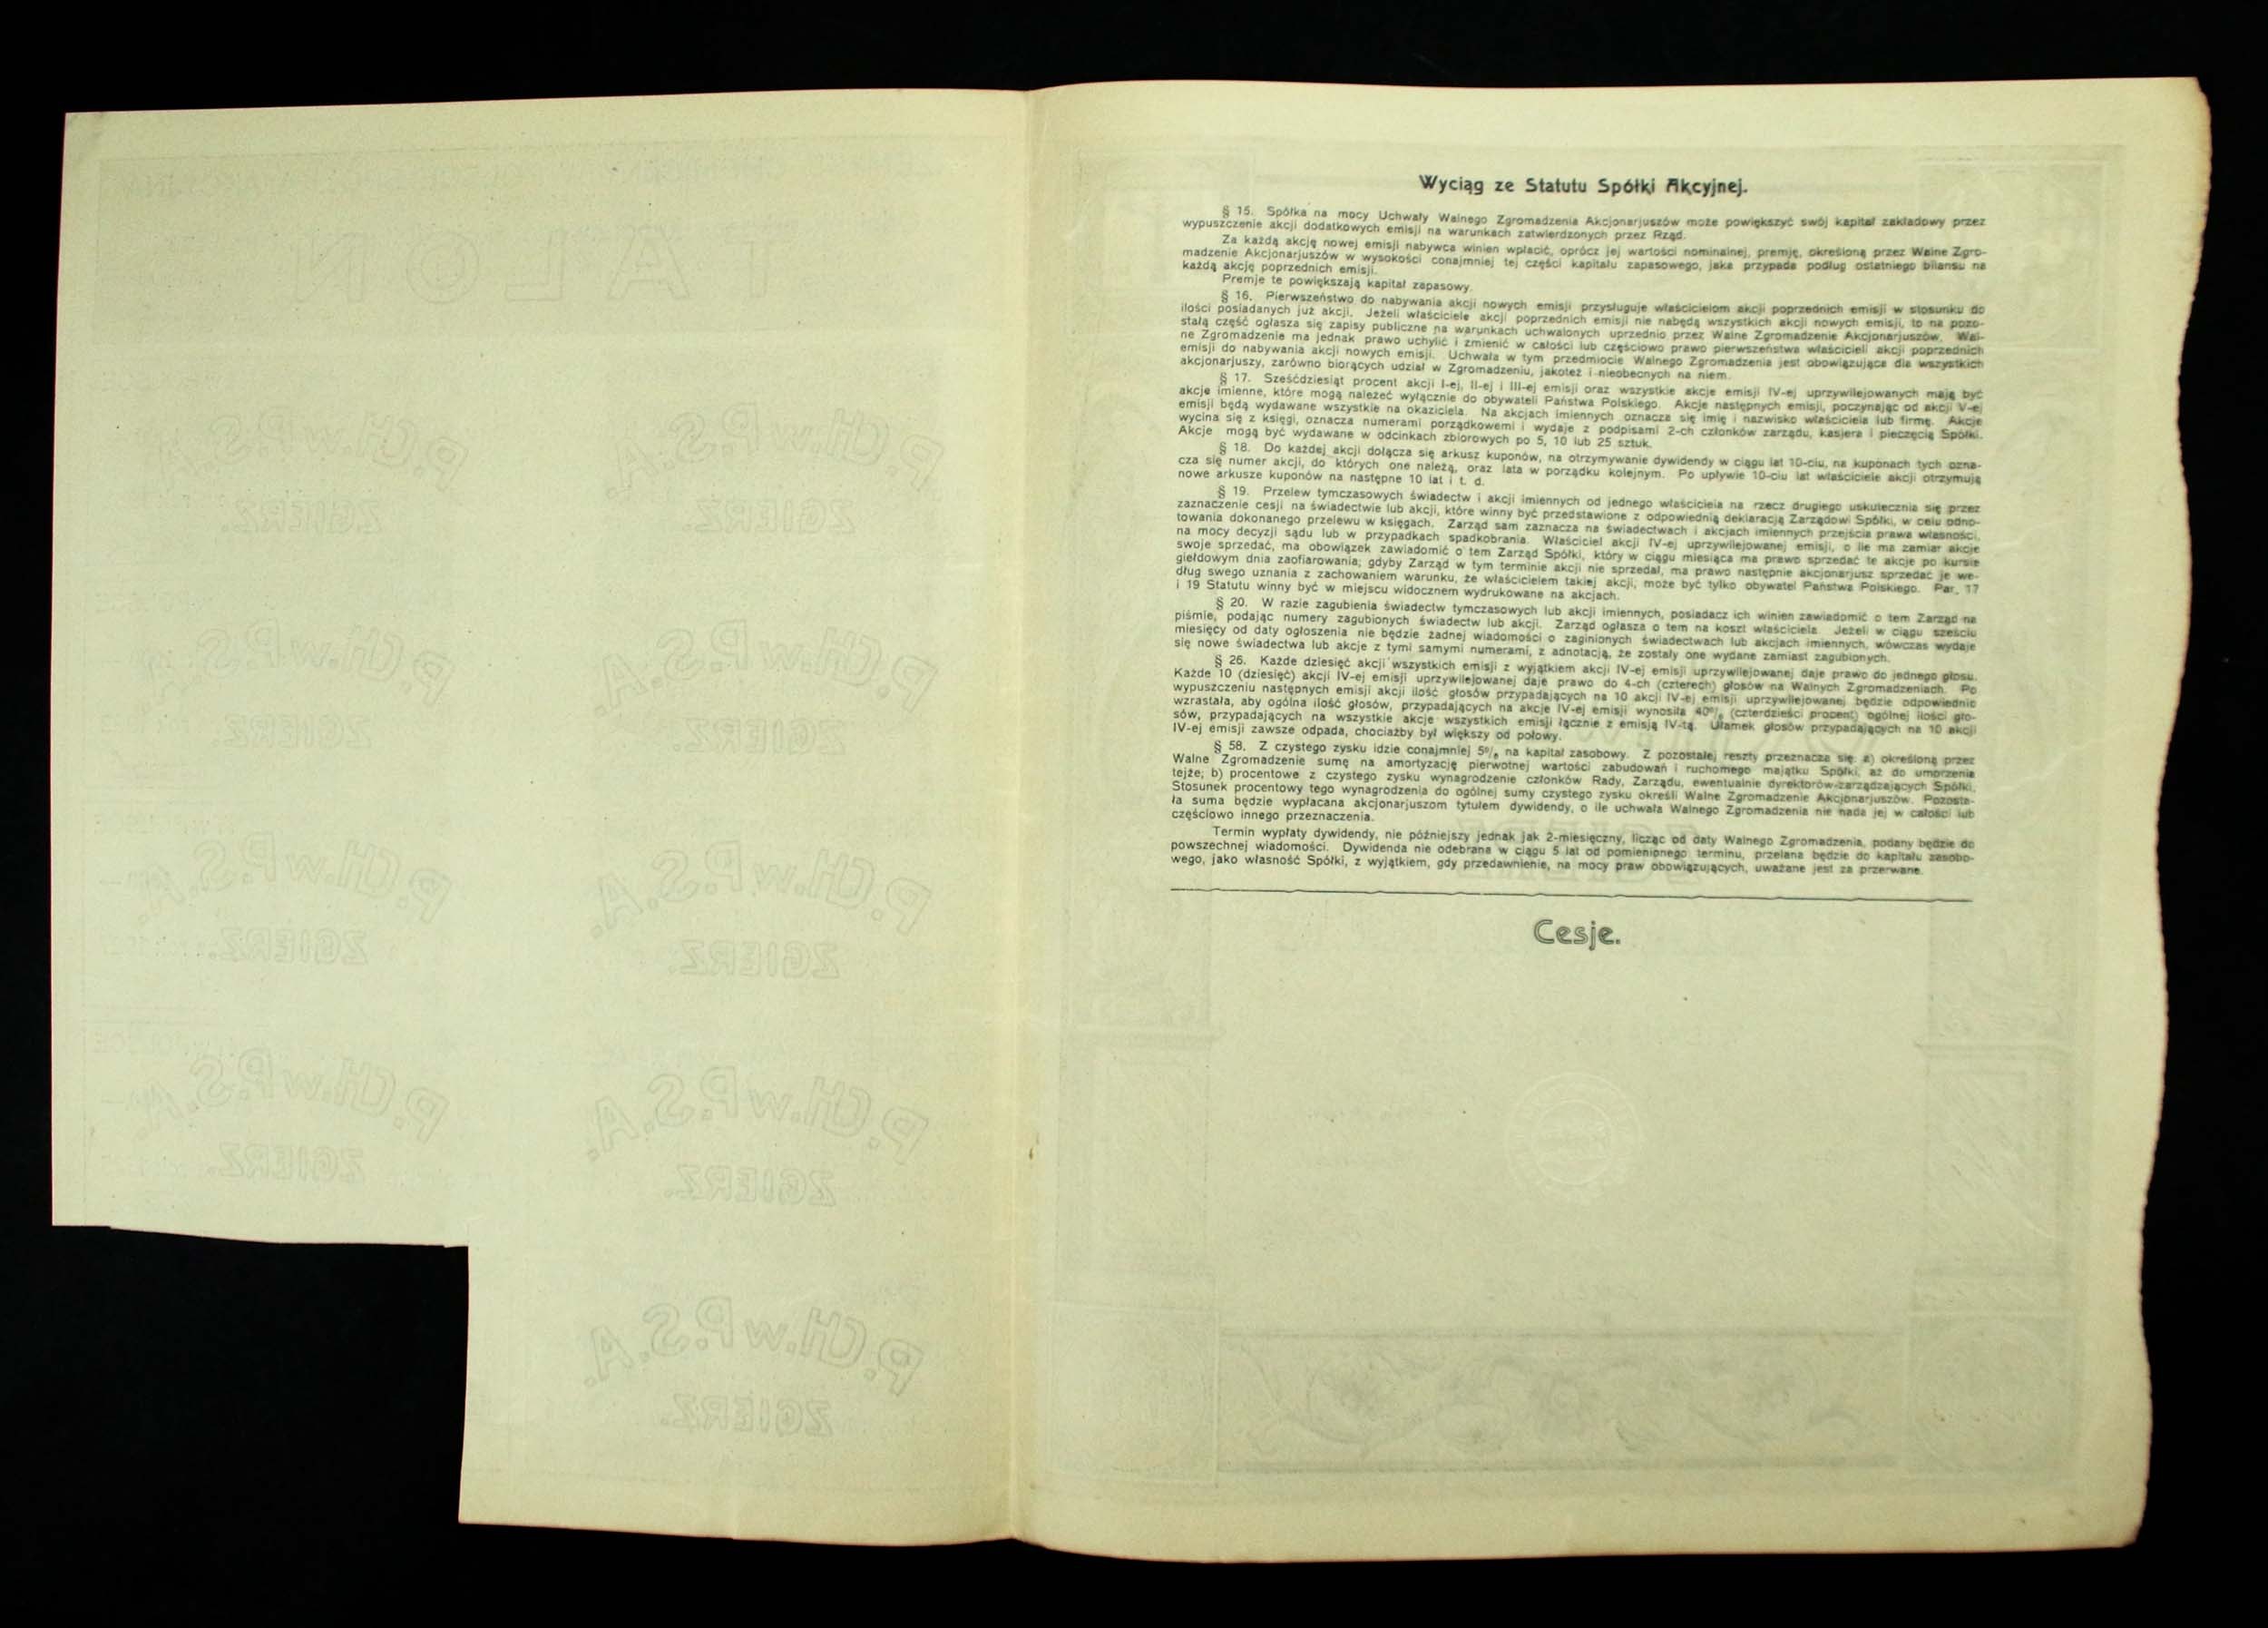 Wyciąg ze Statutu Spółki Akcyjnej.
§ 15. Spółka na mocy Uchwały Walnego Zgromadzenia Akcjonarjuszów może powiększyć swój kapitał zakładowy przez
wypuszczenie akcji dodatkowych emisji na warunkach zatwierdzonych przez Rząd.
Za każdą akcję nowej emisji nabywca winien wpłacić, oprócz jej wartości nominalnej, premję, określoną przez Walne Zgro-
madzenie Akcjonarjuszów w wysokości conajmniej tej części kapitału zapasowego, jaka przypada podług ostatniego bilansu na
każdą akcję poprzednich emisji.
Premje te powiększają kapitał zapasowy.
§ 16. Pierwszeństwo do nabywania akcji nowych emisji przysługuje właścicielom akcji poprzednich emisji w stosunku do
ilości posiadanych już akcji. Jeżeli właściciele akcji poprzednich emisji nie nabędą wszystkich akcji nowych emisji, to na pozo-
stałą część ogłasza się zapisy publiczne na warunkach uchwalonych uprzednio przez Walne Zgromadzenie Akcjonarjuszów. Wal-
ne Zgromadzenie ma jednak prawo uchylić i zmienić w całości lub częściowo prawo pierwszeństwa właścicieli akcji poprzednich
emisji do nabywania akcji nowych emisji. Uchwała w tym przedmiocie Walnego Zgromadzenia jest obowiązująca dla wszystkich
akcjonarjuszy, zarówno biorących udział w Zgromadzeniu, jakoteż i nieobecnych na niem.
§ 17. Sześćdziesiąt procent akcji I-ej, II-ej i III-ej emisji oraz wszystkie akcje emisji IV-ej uprzywilejowanych mają być
akcje imienne, które mogą należeć wyłącznie do obywateli Państwa Polskiego. Akcje następnych emisji, poczynając od akcji V-ej
emisji będą wydawane wszystkie na okaziciela. Na akcjach imiennych oznacza się imię i nazwisko właściciela lub firmę. Akcje
wycina się z księgi, oznacza numerami porządkowemi i wydaje z podpisami 2-ch członków zarządu, kasjera i pieczęcią Spółki.
Akcje mogą być wydawane w odcinkach zbiorowych po 5, 10 lub 25 sztuk.
§ 18. Do każdej akcji dołącza się arkusz kuponów, na otrzymywanie dywidendy w ciągu lat 10-ciu, na kuponach tych ozna-
cza się numer akcji, do których one należą, oraz lata w porządku kolejnym. Po upływie 10-ciu lat właściciele akcji otrzymują
nowe arkusze kuponów na następne 10 lat i t. d.
§ 19. Przelew tymczasowych świadectw i akcji imiennych od jednego właściciela na rzecz drugiego uskutecznia się przez
zaznaczenie cesji na świadectwie lub akcji, które winny być przedstawione z odpowiednią deklaracją Zarządowi Spółki, w celu odno-
towania dokonanego przelewu w księgach. Zarząd sam zaznacza na świadectwach i akcjach imiennych przejścia prawa własności,
na mocy decyzji sądu lub w przypadkach spadkobrania. Właściciel akcji IV-ej uprzywilejowanej emisji, o ile ma zamiar akcje
swoje sprzedać, ma obowiązek zawiadomić o tem Zarząd Spółki, który w ciągu miesiąca ma prawo sprzedać te akcje po kursie
giełdowym dnia zaofiarowania; gdyby Zarząd w tym terminie akcji nie sprzedał, ma prawo następnie akcjonarjusz sprzedać je we-
dług swego uznania z zachowaniem warunku, że właścicielem takiej akcji, może być tylko obywatel Państwa Polskiego. Par. 17
i 19 Statutu winny być w miejscu widocznem wydrukowane na akcjach.
§ 20. W razie zagubienia świadectw tymczasowych lub akcji imiennych, posiadacz ich winien zawiadomić o tem Zarząd na
piśmie, podając numery zagubionych świadectw lub akcji. Zarząd ogłasza o tem na koszt właściciela. Jeżeli w ciągu sześciu
miesięcy od daty ogłoszenia nie będzie żadnej wiadomości o zaginionych świadectwach lub akcjach imiennych, wówczas wydaje
się nowe świadectwa lub akcje z tymi samymi numerami, z adnotacją, że zostały one wydane zamiast zagubionych.
§ 26. Każde dziesięć akcji wszystkich emisji z wyjątkiem akcji IV-ej emisji uprzywilejowanej daje prawo do jednego głosu.
Każde 10 (dziesięć) akcji IV-ej emisji uprzywilejowanej daje prawo do 4-ch (czterech) głosów na Walnych Zgromadzeniach. Po
wypuszczeniu następnych emisji akcji ilość głosów przypadających na 10 akcji IV-ej emisji uprzywilejowanej będzie odpowiednio
wzrastała, aby ogólna ilość głosów, przypadających na akcje IV-ej emisji wynosiła 40% (czterdzieści procent) ogólnej ilości gło-
sów, przypadających na wszystkie akcje wszystkich emisji łącznie z emisją IV-tą. Ułamek głosów przypadających na 10 akcji
IV-ej emisji zawsze odpada, chociażby był większy od połowy.
§ 58. Z czystego zysku idzie conajmniej 5% na kapitał zasobowy. Z pozostałej reszty przeznacza się: a) określoną przez
Walne Zgromadzenie sumę na amortyzację pierwotnej wartości zabudowań i ruchomego majątku Spółki, aż do umorzenia
tejże; b) procentowe z czystego zysku wynagrodzenie członków Rady, Zarządu, ewentualnie dyrektorów-zarządzających Spółki.
Stosunek procentowy tego wynagrodzenia do ogólnej sumy czystego zysku określi Walne Zgromadzenie Akcjonarjuszów. Pozosta-
ła suma będzie wypłacana akcjonarjuszom tytułem dywidendy, o ile uchwała Walnego Zgromadzenia nie nada jej w całości lub
częściowo innego przeznaczenia.
Termin wypłaty dywidendy, nie późniejszy jednak jak 2-miesięczny, licząc od daty Walnego Zgromadzenia, podany będzie do
powszechnej wiadomości. Dywidenda nie odebrana w ciągu 5 lat od pomienionego terminu, przelana będzie do kapitału zasobo-
wego, jako własność Spółki, z wyjątkiem, gdy przedawnienie, na mocy praw obowiązujących, uważane jest za przerwane.
Cesje.